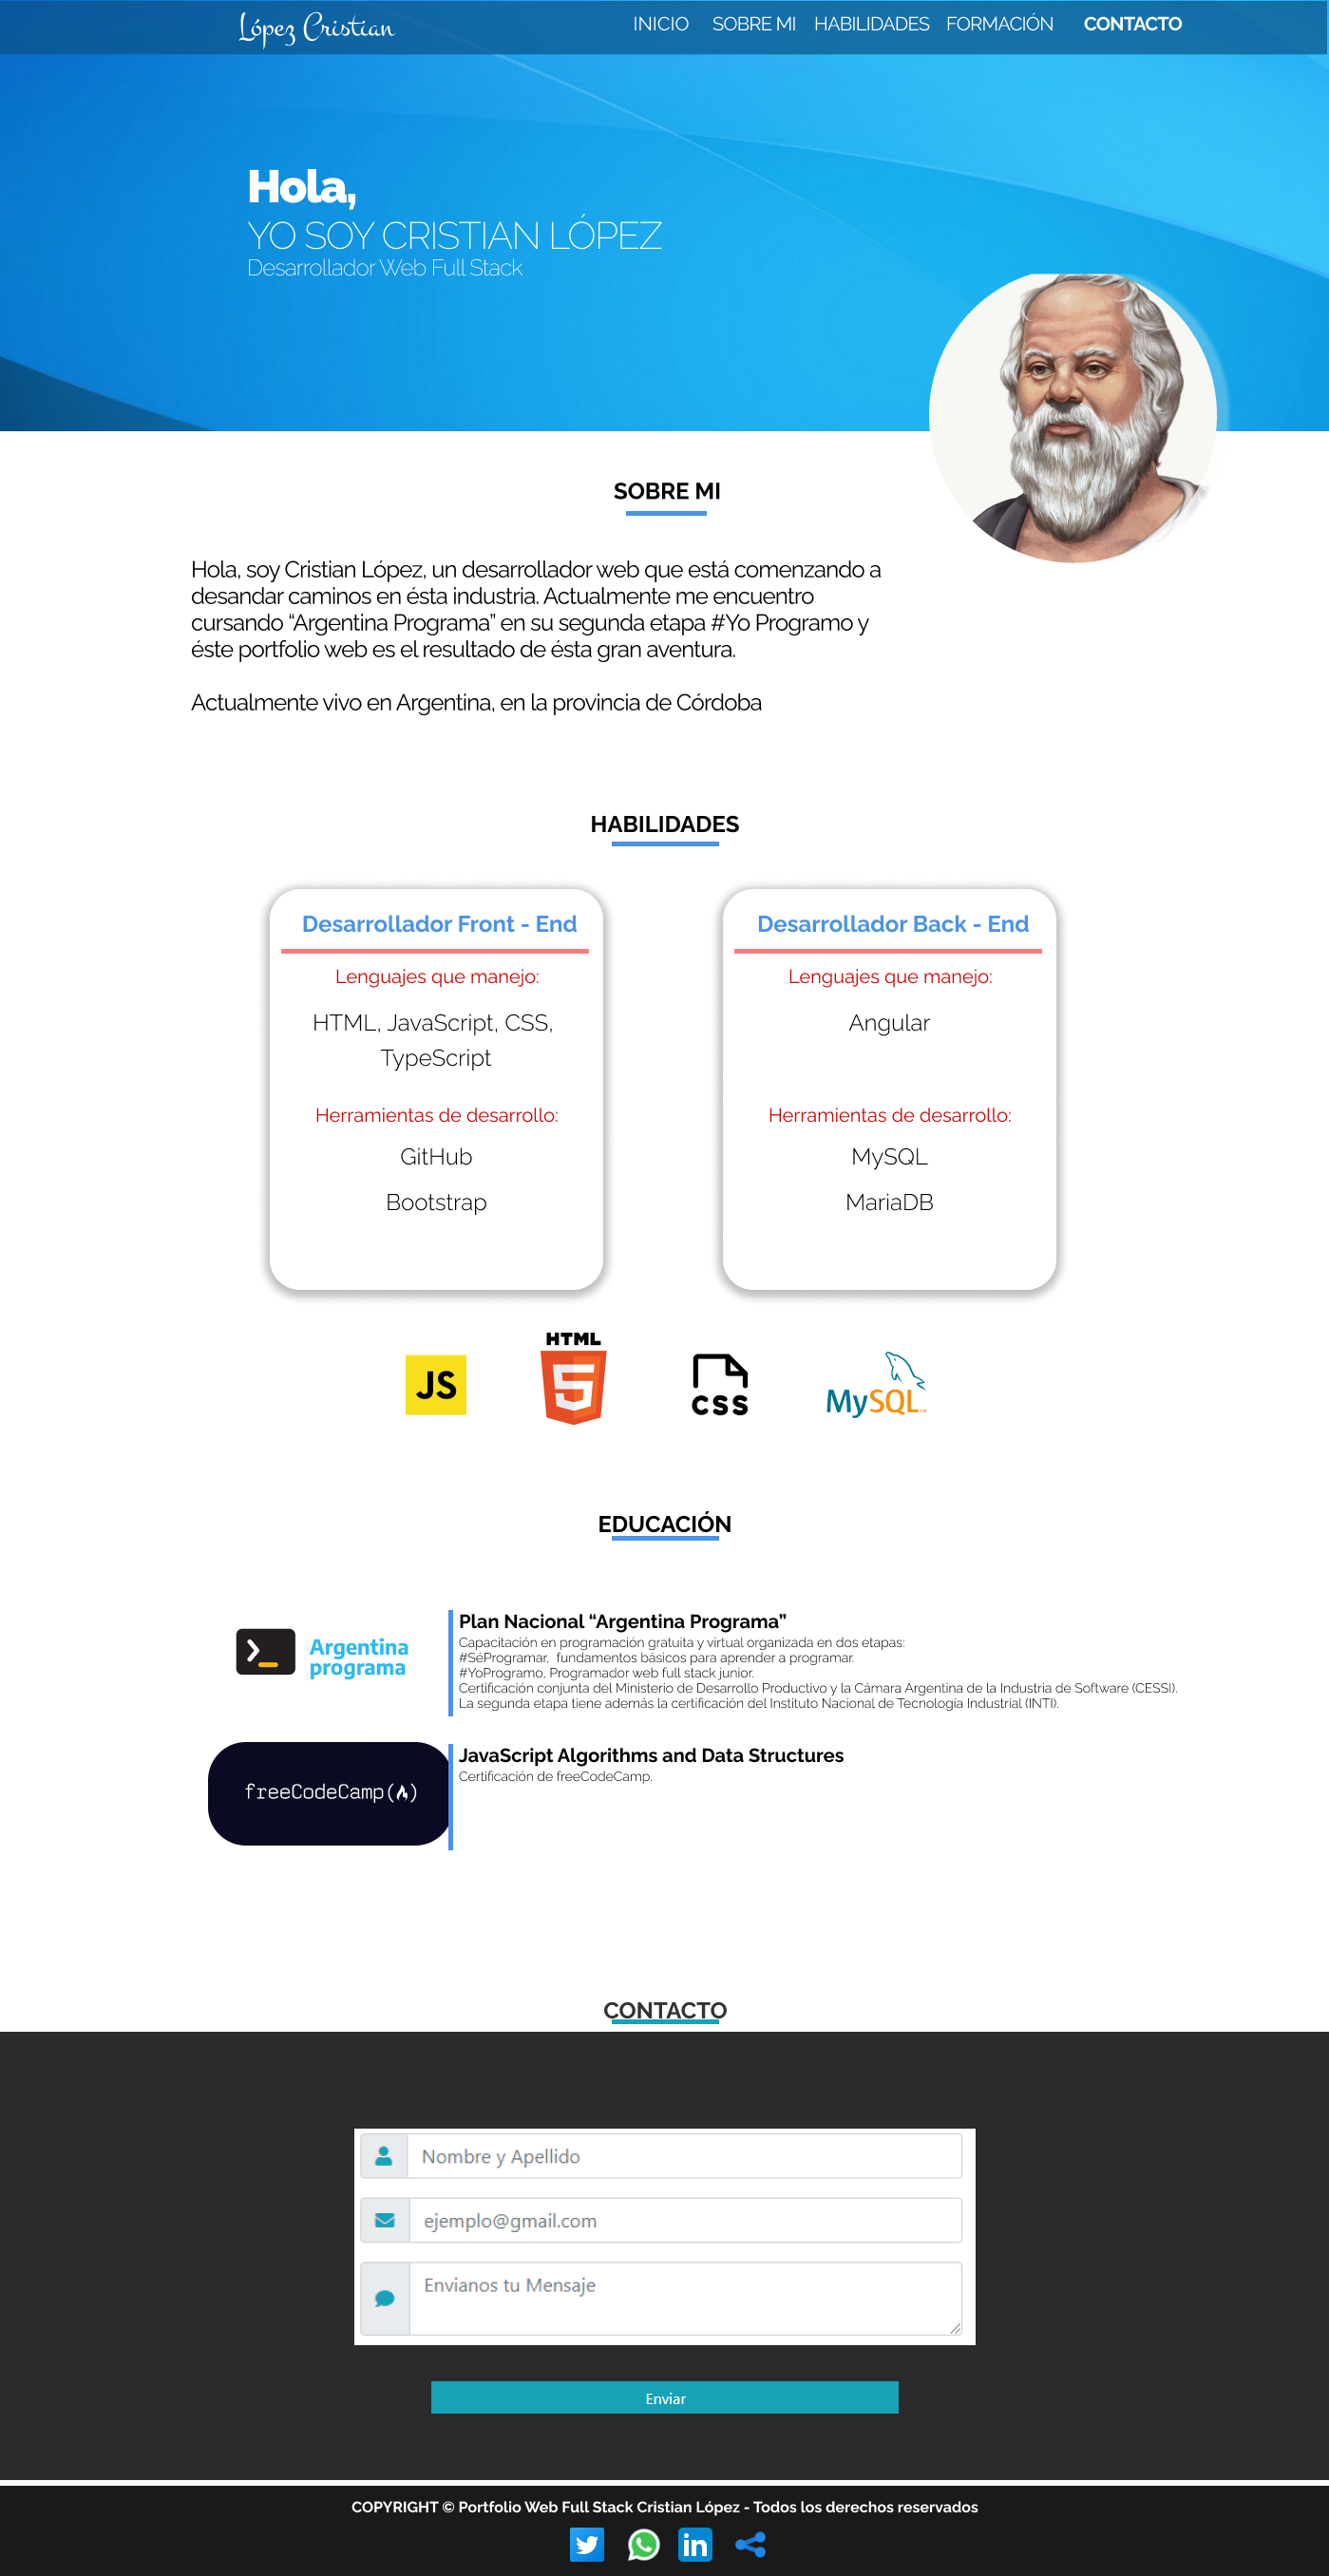 López Cristian
INICIO SOBRE MI HABILIDADES FORMACIÓN CONTACTO
Hola,
YO SOY CRISTIAN LÓPEZ
Desarrollador Web Full Stack
SOBRE MI
Hola, soy Cristian López, un desarrollador web que está comenzando a
desandar caminos en ésta industria. Actualmente me encuentro
cursando “Argentina Programa” en su segunda etapa #Yo Programo y
éste portfolio web es el resultado de ésta gran aventura.
Actualmente vivo en Argentina, en la provincia de Córdoba
HABILIDADES
Desarrollador Front - End
Lenguajes que manejo:
HTML, JavaScript, CSS,
TypeScript
Herramientas de desarrollo:
GitHub
Bootstrap
Desarrollador Back - End
Lenguajes que manejo:
Angular
Herramientas de desarrollo:
MySQL
MariaDB
JS
HTML
5
CSS
MySQL™
EDUCACIÓN
Argentina
programa
Plan Nacional “Argentina Programa”
Capacitación en programación gratuita y virtual organizada en dos etapas:
#SéProgramar, fundamentos básicos para aprender a programar.
#YoProgramo, Programador web full stack junior.
Certificación conjunta del Ministerio de Desarrollo Productivo y la Cámara Argentina de la Industria de Software (CESSI).
La segunda etapa tiene además la certificación del Instituto Nacional de Tecnología Industrial (INTI).
freeCodeCamp
JavaScript Algorithms and Data Structures
Certificación de freeCodeCamp.
CONTACTO
Nombre y Apellido
ejemplo@gmail.com
Envianos tu Mensaje
Enviar
COPYRIGHT © Portfolio Web Full Stack Cristian López - Todos los derechos reservados
in